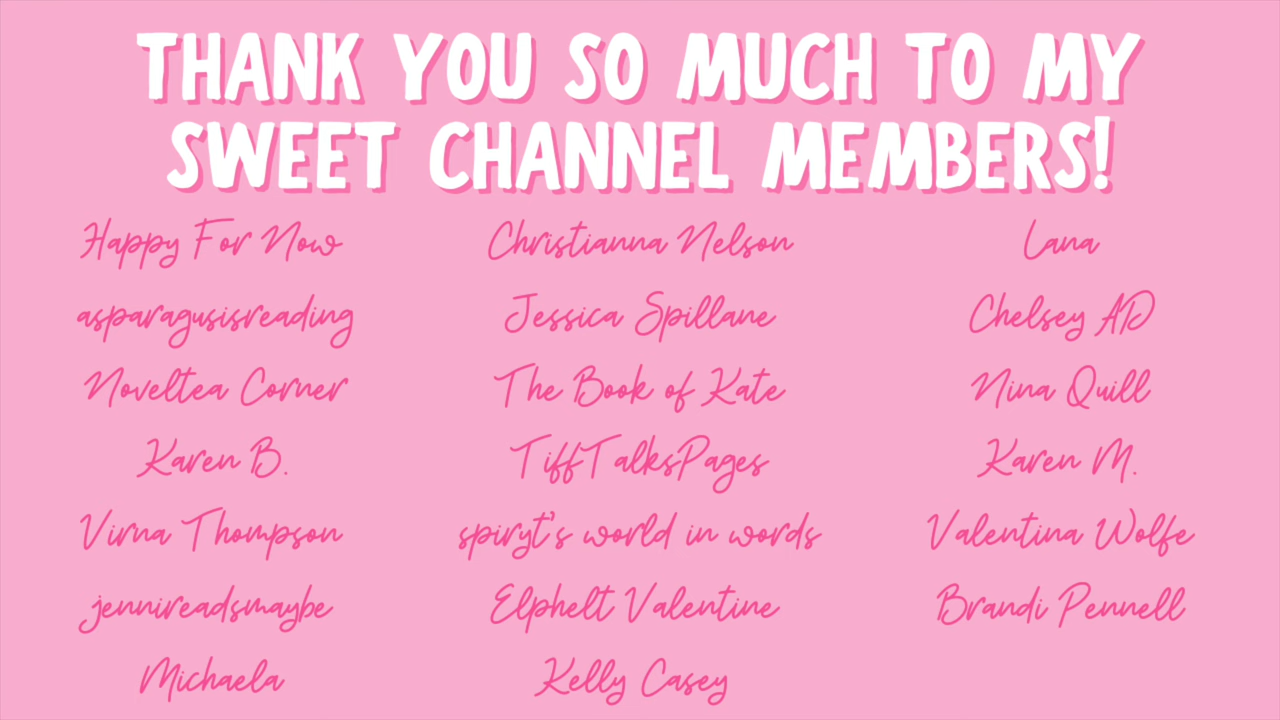 THANK YOU SO MUCH TO MY
SWEET CHANNEL MEMBERS!
Happy For Now
Christianna Nelson
Lana
asparagusisreading
Jessica Spillane
Chelsey AD
Noveltea Corner
The Book of Kate
Nina Quill
Karen B.
TiffTalksPages
Karen M.
Virna Thompson
spiryt's world in words
Valentina Wolfe
jennireadsmaybe
Elphelt Valentine
Brandi Pennell
Michaela
Kelly Casey